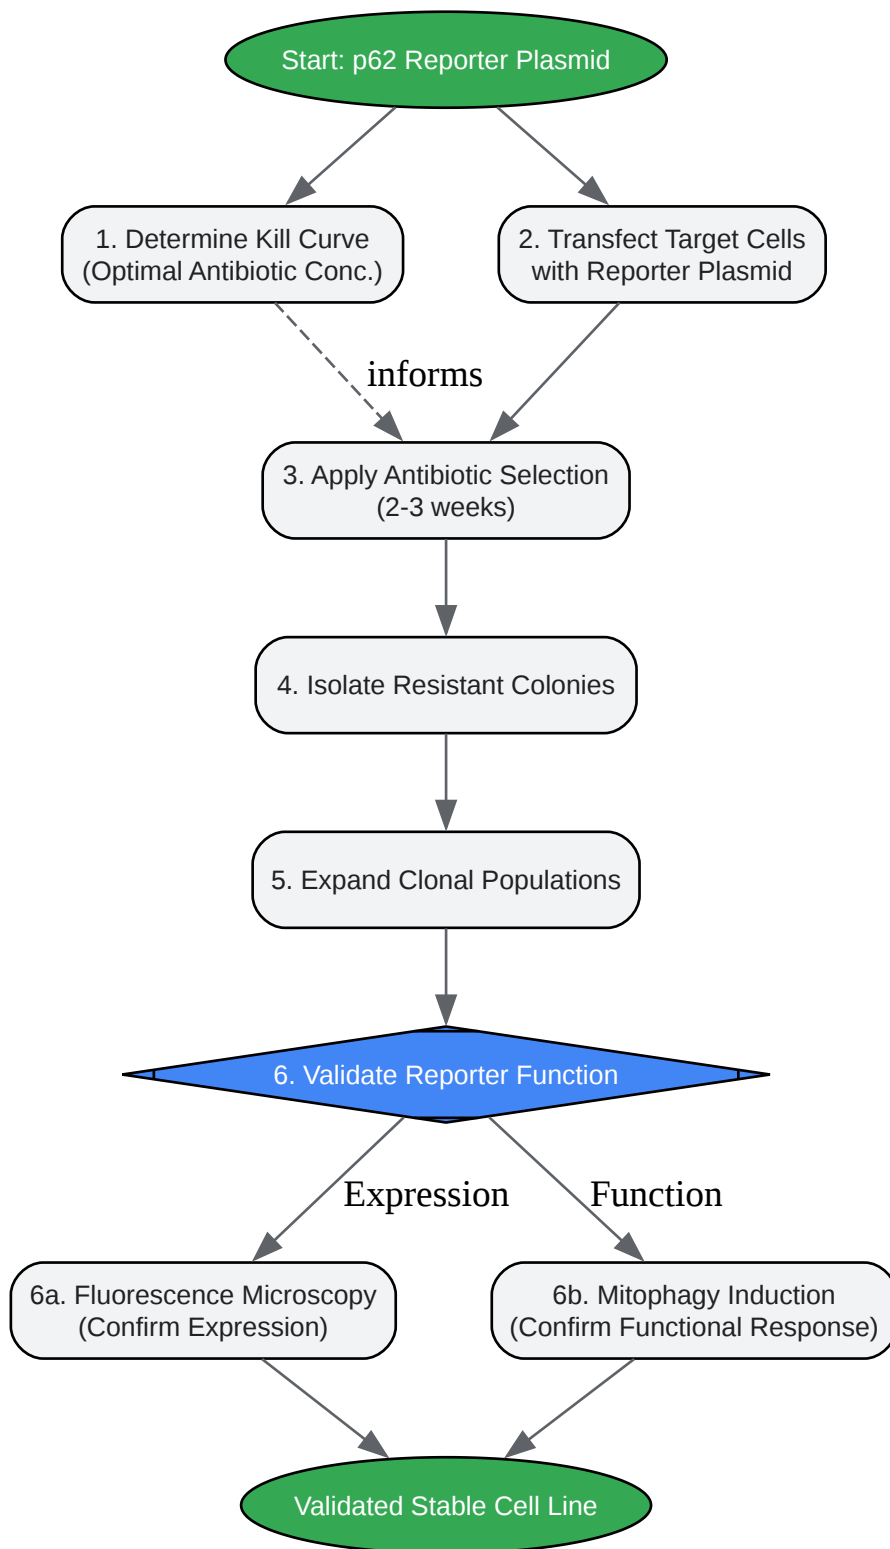 Start: p62 Reporter Plasmid
1. Determine Kill Curve
(Optimal Antibiotic Conc.)
2. Transfect Target Cells
with Reporter Plasmid
informs
3. Apply Antibiotic Selection
(2-3 weeks)
4. Isolate Resistant Colonies
5. Expand Clonal Populations
6. Validate Reporter Function
Expression
Function
6a. Fluorescence Microscopy
(Confirm Expression)
6b. Mitophagy Induction
(Confirm Functional Response)
Validated Stable Cell Line